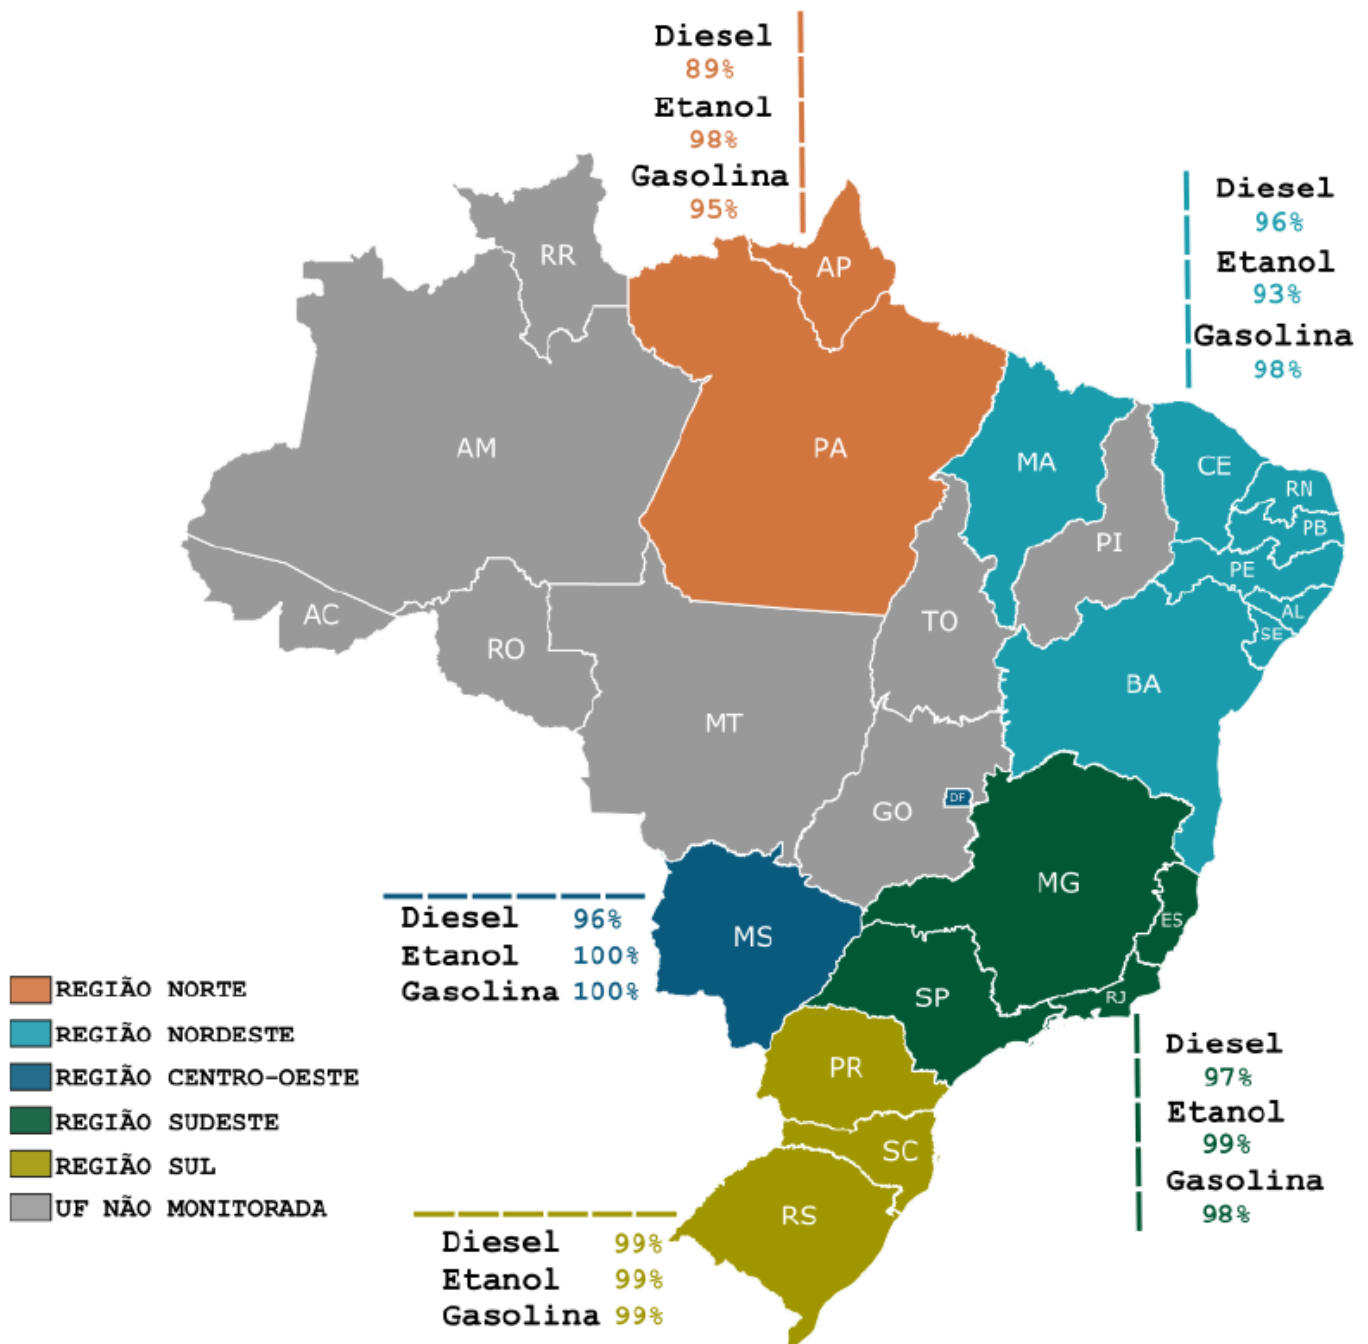 Diesel
89%
Etanol
98%
Gasolina
95%
Diesel
96%
Etanol
93%
Gasolina
98%
RR
AP
AM
PA
MA
CE
RN
PB
PI
PE
AL
SE
AC
RO
TO
BA
MT
GO
DF
MG
ES
MS
SP
RJ
PR
SC
RS
Diesel 96%
Etanol 100%
Gasolina 100%
REGIÃO NORTE
REGIÃO NORDESTE
REGIÃO CENTRO-OESTE
REGIÃO SUDESTE
REGIÃO SUL
UF NÃO MONITORADA
Diesel
97%
Etanol
99%
Gasolina
98%
Diesel 99%
Etanol 99%
Gasolina 99%